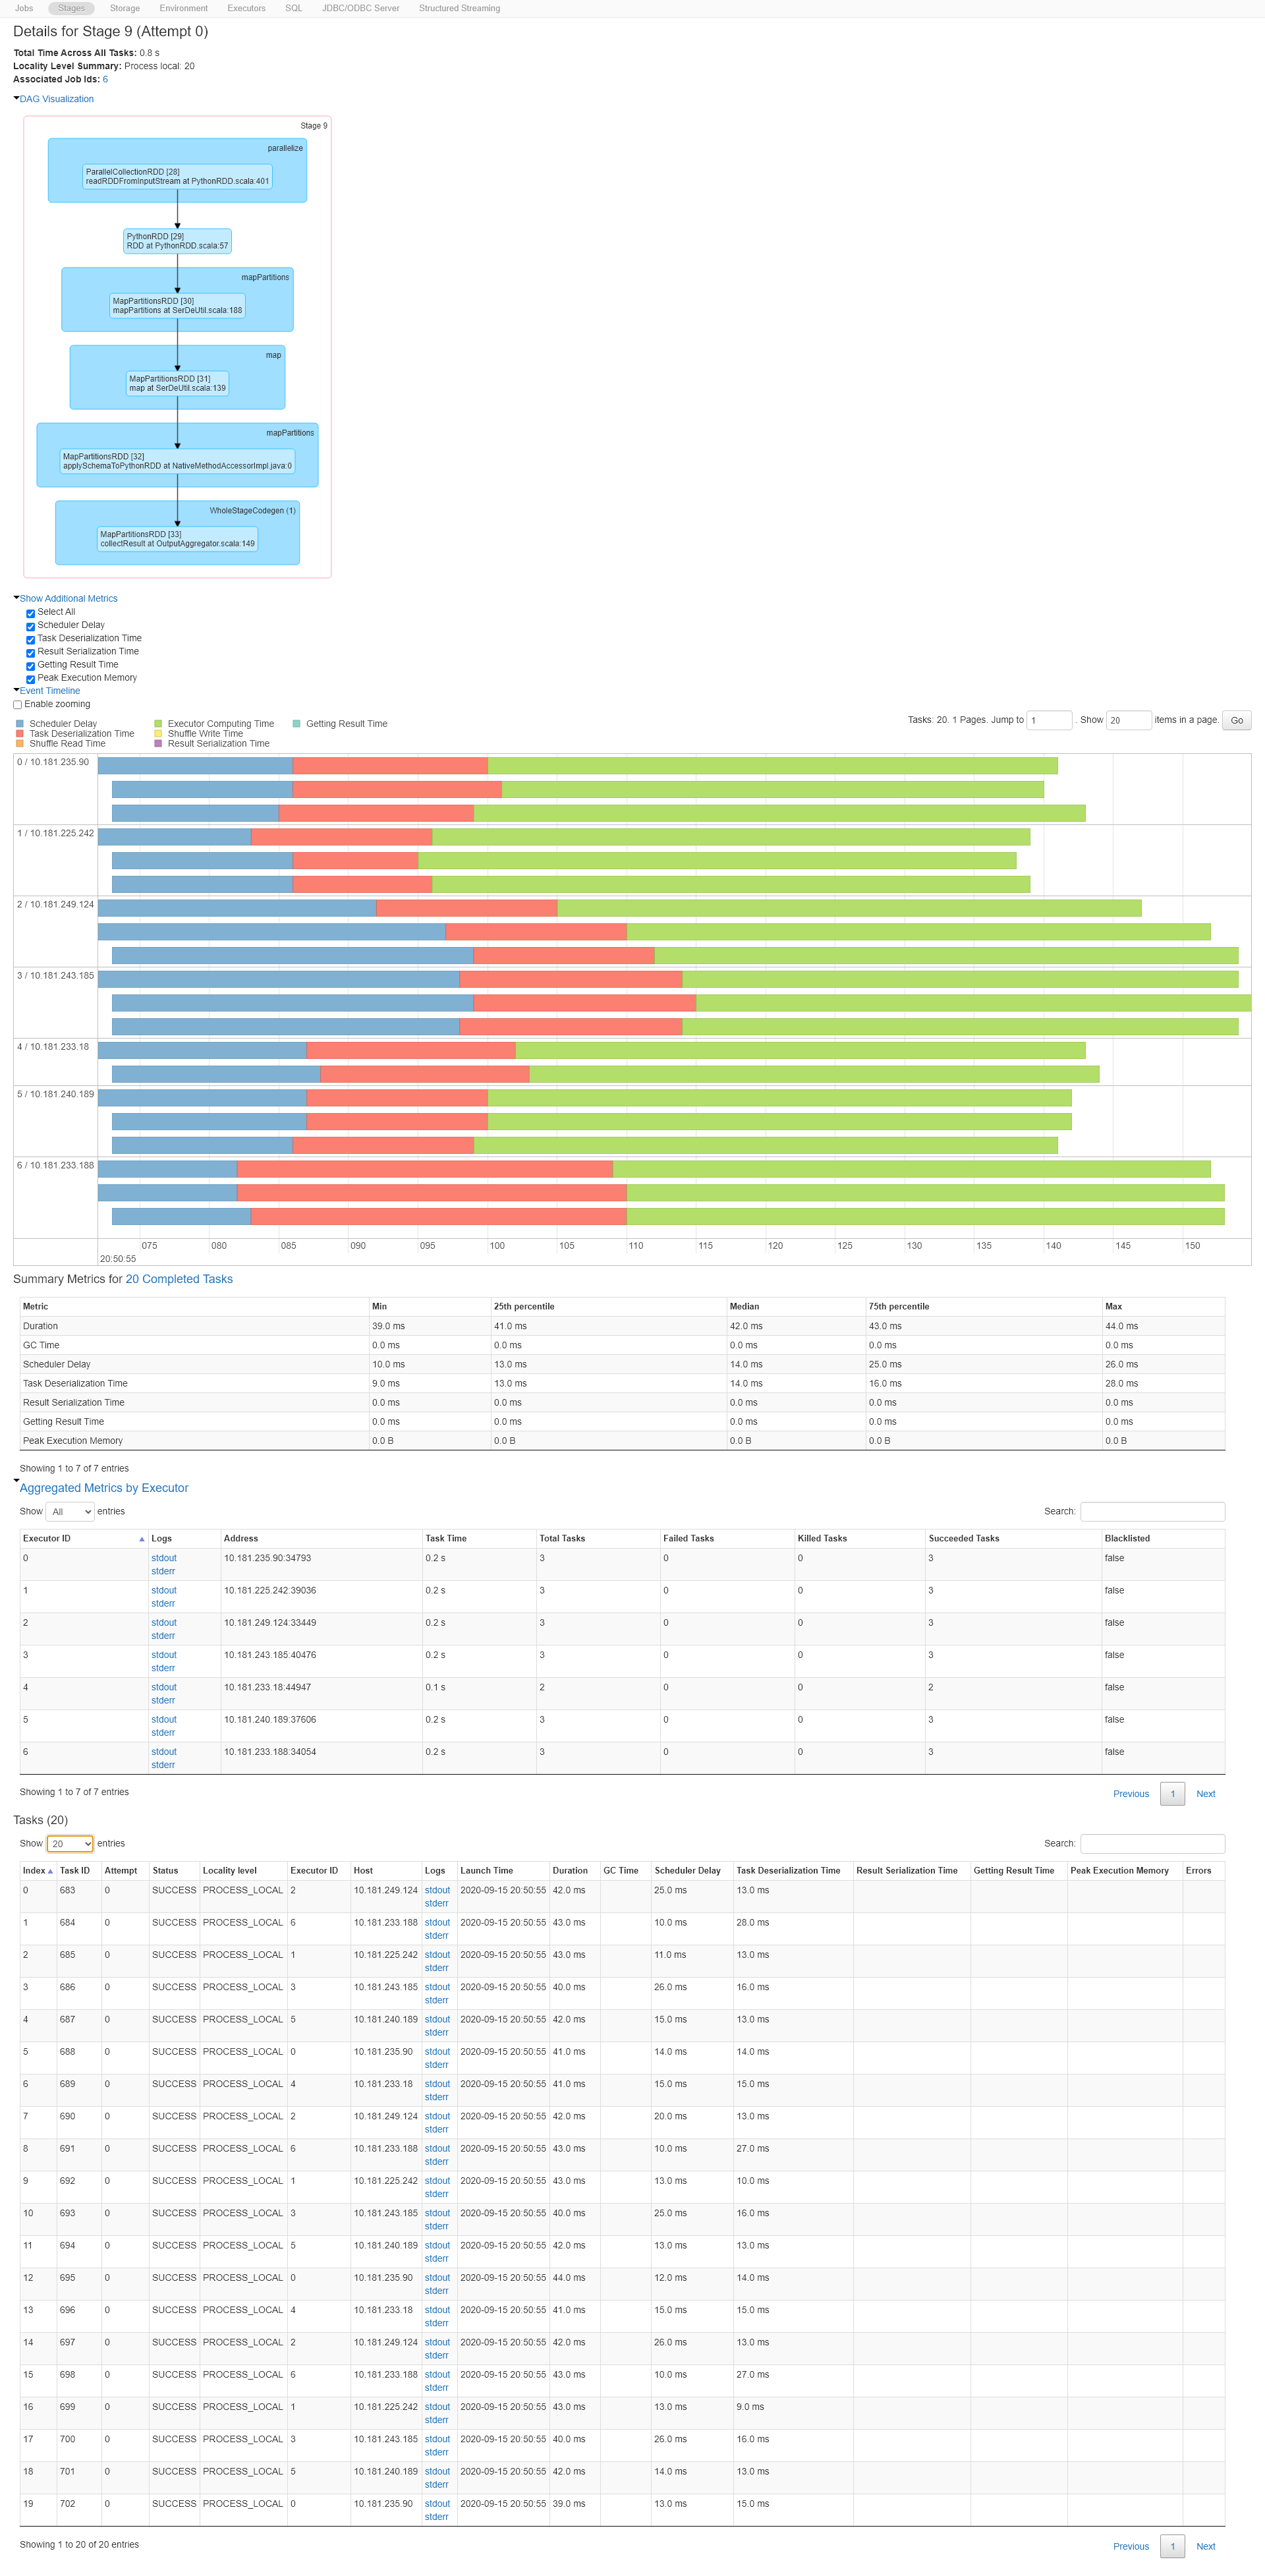 Jobs Stages Storage Environment Executors SQL JDBC/ODBC Server Structured Streaming
Details for Stage 9 (Attempt 0)
Total Time Across All Tasks: 0.8 s
Locality Level Summary: Process local: 20
Associated Job Ids: 6
DAG Visualization
Stage 9
parallelize
ParallelCollectionRDD [28]
readRDDFromInputStream at PythonRDD.scala:401
PythonRDD [29]
RDD at PythonRDD.scala:57
mapPartitions
MapPartitionsRDD [30]
mapPartitions at SerDeUtil.scala:188
map
MapPartitionsRDD [31]
map at SerDeUtil.scala:139
mapPartitions
MapPartitionsRDD [32]
applySchemaToPythonRDD at NativeMethodAccessorImpl.java:0
WholeStageCodegen (1)
MapPartitionsRDD [33]
collectResult at OutputAggregator.scala:149
Show Additional Metrics
Select All
Scheduler Delay
Task Deserialization Time
Result Serialization Time
Getting Result Time
Peak Execution Memory
Event Timeline
Enable zooming
Tasks: 20. 1 Pages. Jump to 1 . Show 20 items in a page. Go
Scheduler Delay Executor Computing Time Getting Result Time
Task Deserialization Time Shuffle Write Time
Shuffle Read Time Result Serialization Time
0 / 10.181.235.90
1 / 10.181.225.242
2 / 10.181.249.124
3 / 10.181.243.185
4 / 10.181.233.18
5 / 10.181.240.189
6 / 10.181.233.188
075 080 085 090 095 100 105 110 115 120 125 130 135 140 145 150
20:50:55
Summary Metrics for 20 Completed Tasks
Metric Min 25th percentile Median 75th percentile Max
Duration 39.0 ms 41.0 ms 42.0 ms 43.0 ms 44.0 ms
GC Time 0.0 ms 0.0 ms 0.0 ms 0.0 ms 0.0 ms
Scheduler Delay 10.0 ms 13.0 ms 14.0 ms 25.0 ms 26.0 ms
Task Deserialization Time 9.0 ms 13.0 ms 14.0 ms 16.0 ms 28.0 ms
Result Serialization Time 0.0 ms 0.0 ms 0.0 ms 0.0 ms 0.0 ms
Getting Result Time 0.0 ms 0.0 ms 0.0 ms 0.0 ms 0.0 ms
Peak Execution Memory 0.0 B 0.0 B 0.0 B 0.0 B 0.0 B
Showing 1 to 7 of 7 entries
Aggregated Metrics by Executor
Show All entries Search:
Executor ID Logs Address Task Time Total Tasks Failed Tasks Killed Tasks Succeeded Tasks Blacklisted
0 stdout 10.181.235.90:34793 0.2 s 3 0 0 3 false
stderr
1 stdout 10.181.225.242:39036 0.2 s 3 0 0 3 false
stderr
2 stdout 10.181.249.124:33449 0.2 s 3 0 0 3 false
stderr
3 stdout 10.181.243.185:40476 0.2 s 3 0 0 3 false
stderr
4 stdout 10.181.233.18:44947 0.1 s 2 0 0 2 false
stderr
5 stdout 10.181.240.189:37606 0.2 s 3 0 0 3 false
stderr
6 stdout 10.181.233.188:34054 0.2 s 3 0 0 3 false
stderr
Showing 1 to 7 of 7 entries Previous 1 Next
Tasks (20)
Show 20 entries Search:
Index Task ID Attempt Status Locality level Executor ID Host Logs Launch Time Duration GC Time Scheduler Delay Task Deserialization Time Result Serialization Time Getting Result Time Peak Execution Memory Errors
0 683 0 SUCCESS PROCESS_LOCAL 2 10.181.249.124 stdout 2020-09-15 20:50:55 42.0 ms 25.0 ms 13.0 ms
stderr
1 684 0 SUCCESS PROCESS_LOCAL 6 10.181.233.188 stdout 2020-09-15 20:50:55 43.0 ms 10.0 ms 28.0 ms
stderr
2 685 0 SUCCESS PROCESS_LOCAL 1 10.181.225.242 stdout 2020-09-15 20:50:55 43.0 ms 11.0 ms 13.0 ms
stderr
3 686 0 SUCCESS PROCESS_LOCAL 3 10.181.243.185 stdout 2020-09-15 20:50:55 40.0 ms 26.0 ms 16.0 ms
stderr
4 687 0 SUCCESS PROCESS_LOCAL 5 10.181.240.189 stdout 2020-09-15 20:50:55 42.0 ms 15.0 ms 13.0 ms
stderr
5 688 0 SUCCESS PROCESS_LOCAL 0 10.181.235.90 stdout 2020-09-15 20:50:55 41.0 ms 14.0 ms 14.0 ms
stderr
6 689 0 SUCCESS PROCESS_LOCAL 4 10.181.233.18 stdout 2020-09-15 20:50:55 41.0 ms 15.0 ms 15.0 ms
stderr
7 690 0 SUCCESS PROCESS_LOCAL 2 10.181.249.124 stdout 2020-09-15 20:50:55 42.0 ms 20.0 ms 13.0 ms
stderr
8 691 0 SUCCESS PROCESS_LOCAL 6 10.181.233.188 stdout 2020-09-15 20:50:55 43.0 ms 10.0 ms 27.0 ms
stderr
9 692 0 SUCCESS PROCESS_LOCAL 1 10.181.225.242 stdout 2020-09-15 20:50:55 43.0 ms 13.0 ms 10.0 ms
stderr
10 693 0 SUCCESS PROCESS_LOCAL 3 10.181.243.185 stdout 2020-09-15 20:50:55 40.0 ms 25.0 ms 16.0 ms
stderr
11 694 0 SUCCESS PROCESS_LOCAL 5 10.181.240.189 stdout 2020-09-15 20:50:55 42.0 ms 13.0 ms 13.0 ms
stderr
12 695 0 SUCCESS PROCESS_LOCAL 0 10.181.235.90 stdout 2020-09-15 20:50:55 44.0 ms 12.0 ms 14.0 ms
stderr
13 696 0 SUCCESS PROCESS_LOCAL 4 10.181.233.18 stdout 2020-09-15 20:50:55 41.0 ms 15.0 ms 15.0 ms
stderr
14 697 0 SUCCESS PROCESS_LOCAL 2 10.181.249.124 stdout 2020-09-15 20:50:55 42.0 ms 26.0 ms 13.0 ms
stderr
15 698 0 SUCCESS PROCESS_LOCAL 6 10.181.233.188 stdout 2020-09-15 20:50:55 43.0 ms 10.0 ms 27.0 ms
stderr
16 699 0 SUCCESS PROCESS_LOCAL 1 10.181.225.242 stdout 2020-09-15 20:50:55 43.0 ms 13.0 ms 9.0 ms
stderr
17 700 0 SUCCESS PROCESS_LOCAL 3 10.181.243.185 stdout 2020-09-15 20:50:55 40.0 ms 26.0 ms 16.0 ms
stderr
18 701 0 SUCCESS PROCESS_LOCAL 5 10.181.240.189 stdout 2020-09-15 20:50:55 42.0 ms 14.0 ms 13.0 ms
stderr
19 702 0 SUCCESS PROCESS_LOCAL 0 10.181.235.90 stdout 2020-09-15 20:50:55 39.0 ms 13.0 ms 15.0 ms
stderr
Showing 1 to 20 of 20 entries Previous 1 Next